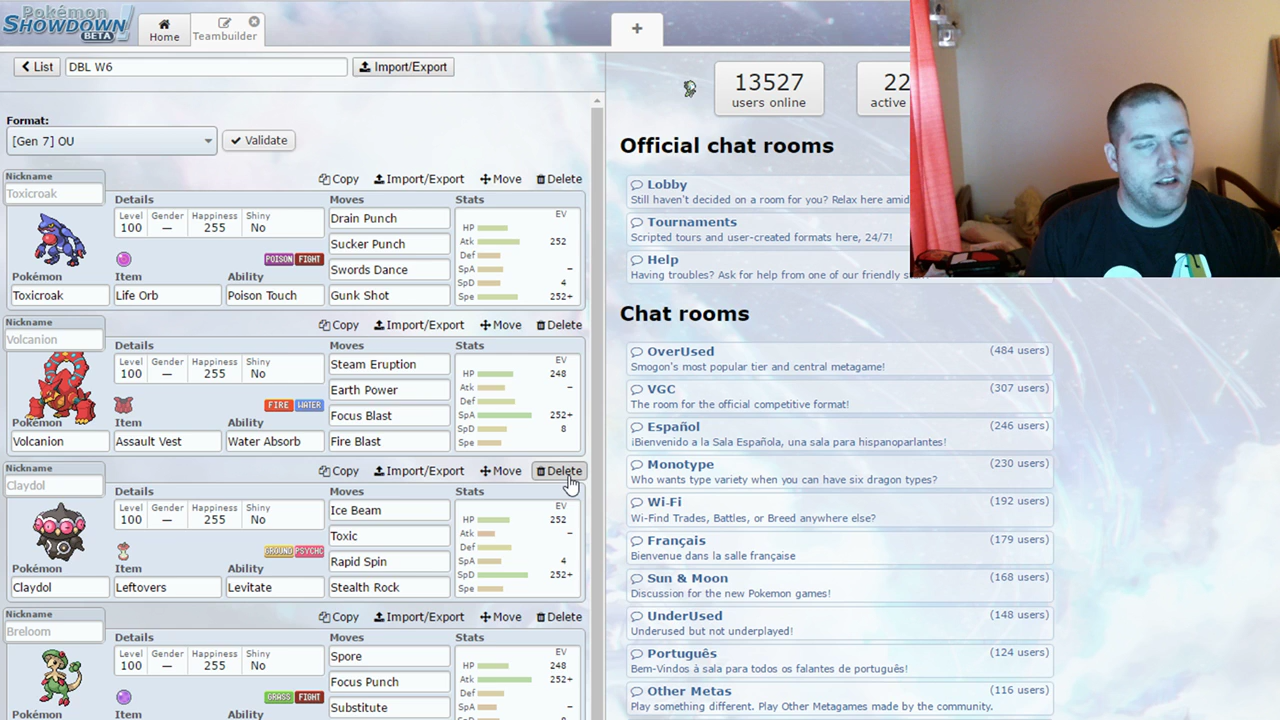 Pokémon
SHOWDOWN!
BETA
Home
Teambuilder
+
List
DBL W6
Import/Export
Format:
[Gen 7] OU
Validate
13527
users online
22
active
Official chat rooms
Lobby
Still haven't decided on a room for you? Relax here amid
Tournaments
Scripted tours and user-created formats here, 24/7!
Help
Having troubles? Ask for help from one of our friendly
Chat rooms
OverUsed (484 users)
Smogon's most popular tier and central metagame!
VGC (307 users)
The room for the official competitive format!
Español (246 users)
¡Bienvenido a la Sala Española, una sala para hispanoparlantes!
Monotype (230 users)
Who wants type variety when you can have six dragon types?
Wi-Fi (192 users)
Wi-Find Trades, Battles, or Breed anywhere else?
Français (179 users)
Bienvenue dans la salle française
Sun & Moon (168 users)
Discussion for the new Pokemon games!
UnderUsed (148 users)
Underused but not underplayed!
Português (124 users)
Bem-Vindos à sala para todos os falantes de português!
Other Metas (116 users)
Play something different. Play Other Metagames made by the community.
Copy Import/Export Move Delete
Nickname
Toxicroak
Details
Level Gender Happiness Shiny
100 — 255 No
POISON FIGHT
Pokémon Item Ability
Toxicroak Life Orb Poison Touch
Moves
Drain Punch
Sucker Punch
Swords Dance
Gunk Shot
Stats
EV
HP
Atk 252
Def
SpA –
SpD 4
Spe 252+
Copy Import/Export Move Delete
Nickname
Volcanion
Details
Level Gender Happiness Shiny
100 — 255 No
FIRE WATER
Pokémon Item Ability
Volcanion Assault Vest Water Absorb
Moves
Steam Eruption
Earth Power
Focus Blast
Fire Blast
Stats
EV
HP 248
Atk –
Def
SpA 252+
SpD 8
Spe
Copy Import/Export Move Delete
Nickname
Claydol
Details
Level Gender Happiness Shiny
100 — 255 No
GROUND PSYCHC
Pokémon Item Ability
Claydol Leftovers Levitate
Moves
Ice Beam
Toxic
Rapid Spin
Stealth Rock
Stats
EV
HP 252
Atk –
Def
SpA 4
SpD 252+
Spe
Copy Import/Export Move Delete
Nickname
Breloom
Details
Level Gender Happiness Shiny
100 — 255 No
GRASS FIGHT
Pokémon Item Ability
Moves
Spore
Focus Punch
Substitute
Stats
EV
HP 248
Atk 252+
Def
SpA –